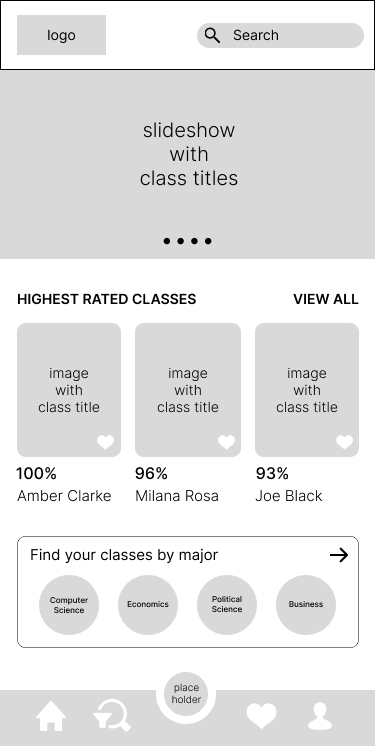 logo
Search
slideshow
with
class titles
HIGHEST RATED CLASSES
VIEW ALL
image
with
class title
image
with
class title
image
with
class title
100%
Amber Clarke
96%
Milana Rosa
93%
Joe Black
Find your classes by major
Computer
Science
Economics
Political
Science
Business
place
holder